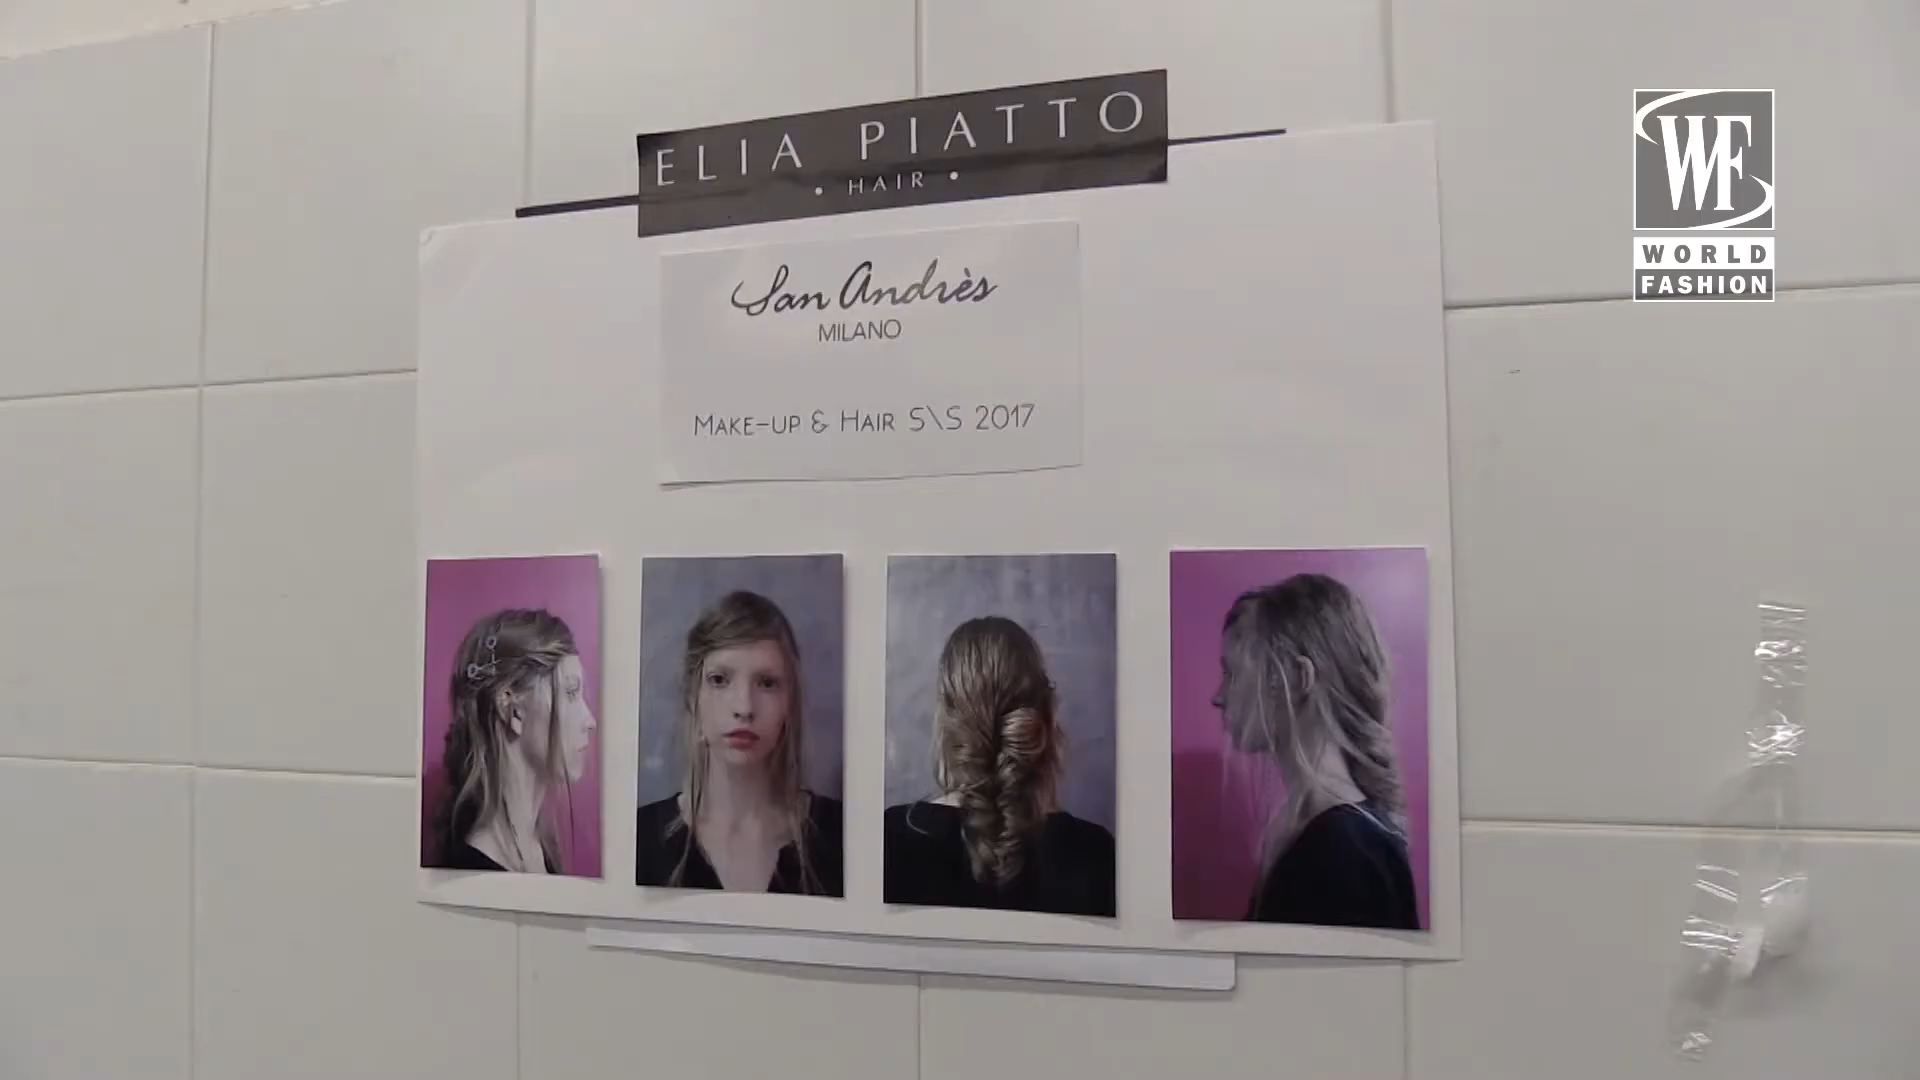 ELIA PIATTO
• HAIR •
San Andrès
MILANO
MAKE-UP & HAIR S\S 2017
WF
WORLD
FASHION